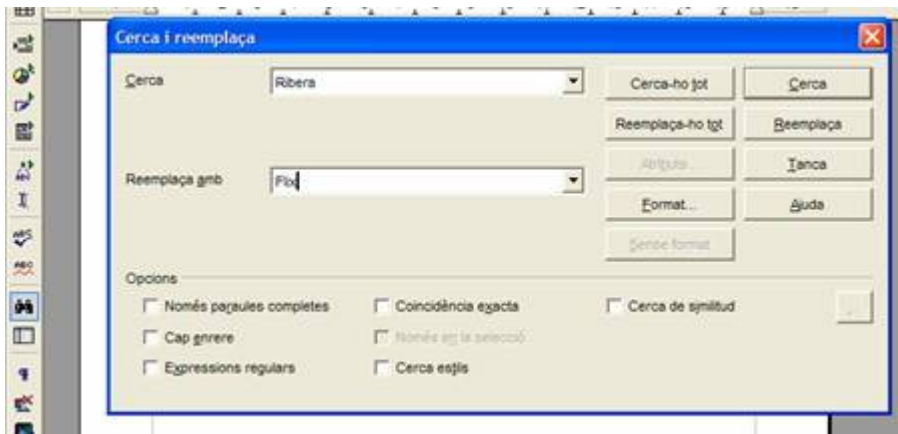 Cerca i reemplaça
Cerca
Ribera
Cerca-ho tot
Cerca
Reemplaça-ho tot
Reemplaça
Atributs...
Tanca
Reemplaça amb
Flix
Format...
Ajuda
Sense format
Opcions
Només paraules completes
Coincidència exacta
Cerca de similitud
...
Cap enrere
Només en la selecció
Expressions regulars
Cerca estils